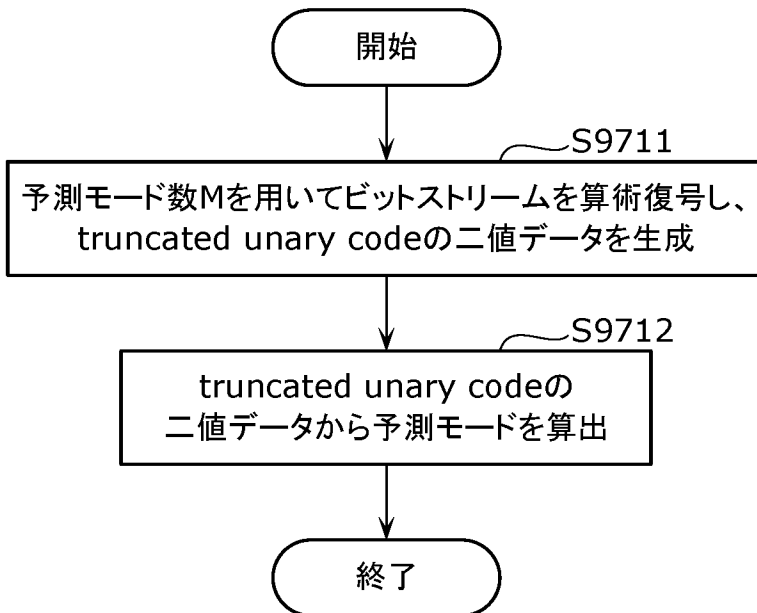 開始
S9711
予測モード数Mを用いてビットストリームを算術復号し、
truncated unary codeの二値データを生成
S9712
truncated unary codeの
二値データから予測モードを算出
終了